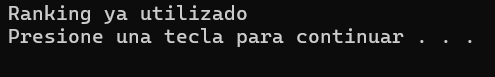 Ranking ya utilizado
Presione una tecla para continuar . . .